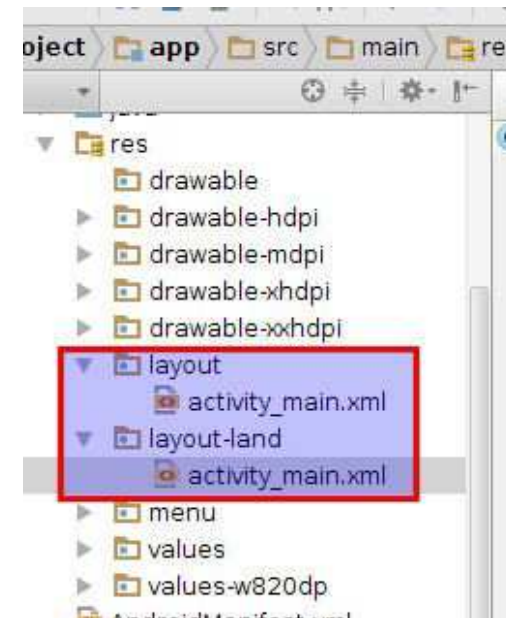 oject app src main re
res
drawable
drawable-hdpi
drawable-mdpi
drawable-xhdpi
drawable-xxhdpi
layout
activity_main.xml
layout-land
activity_main.xml
menu
values
values-w820dp